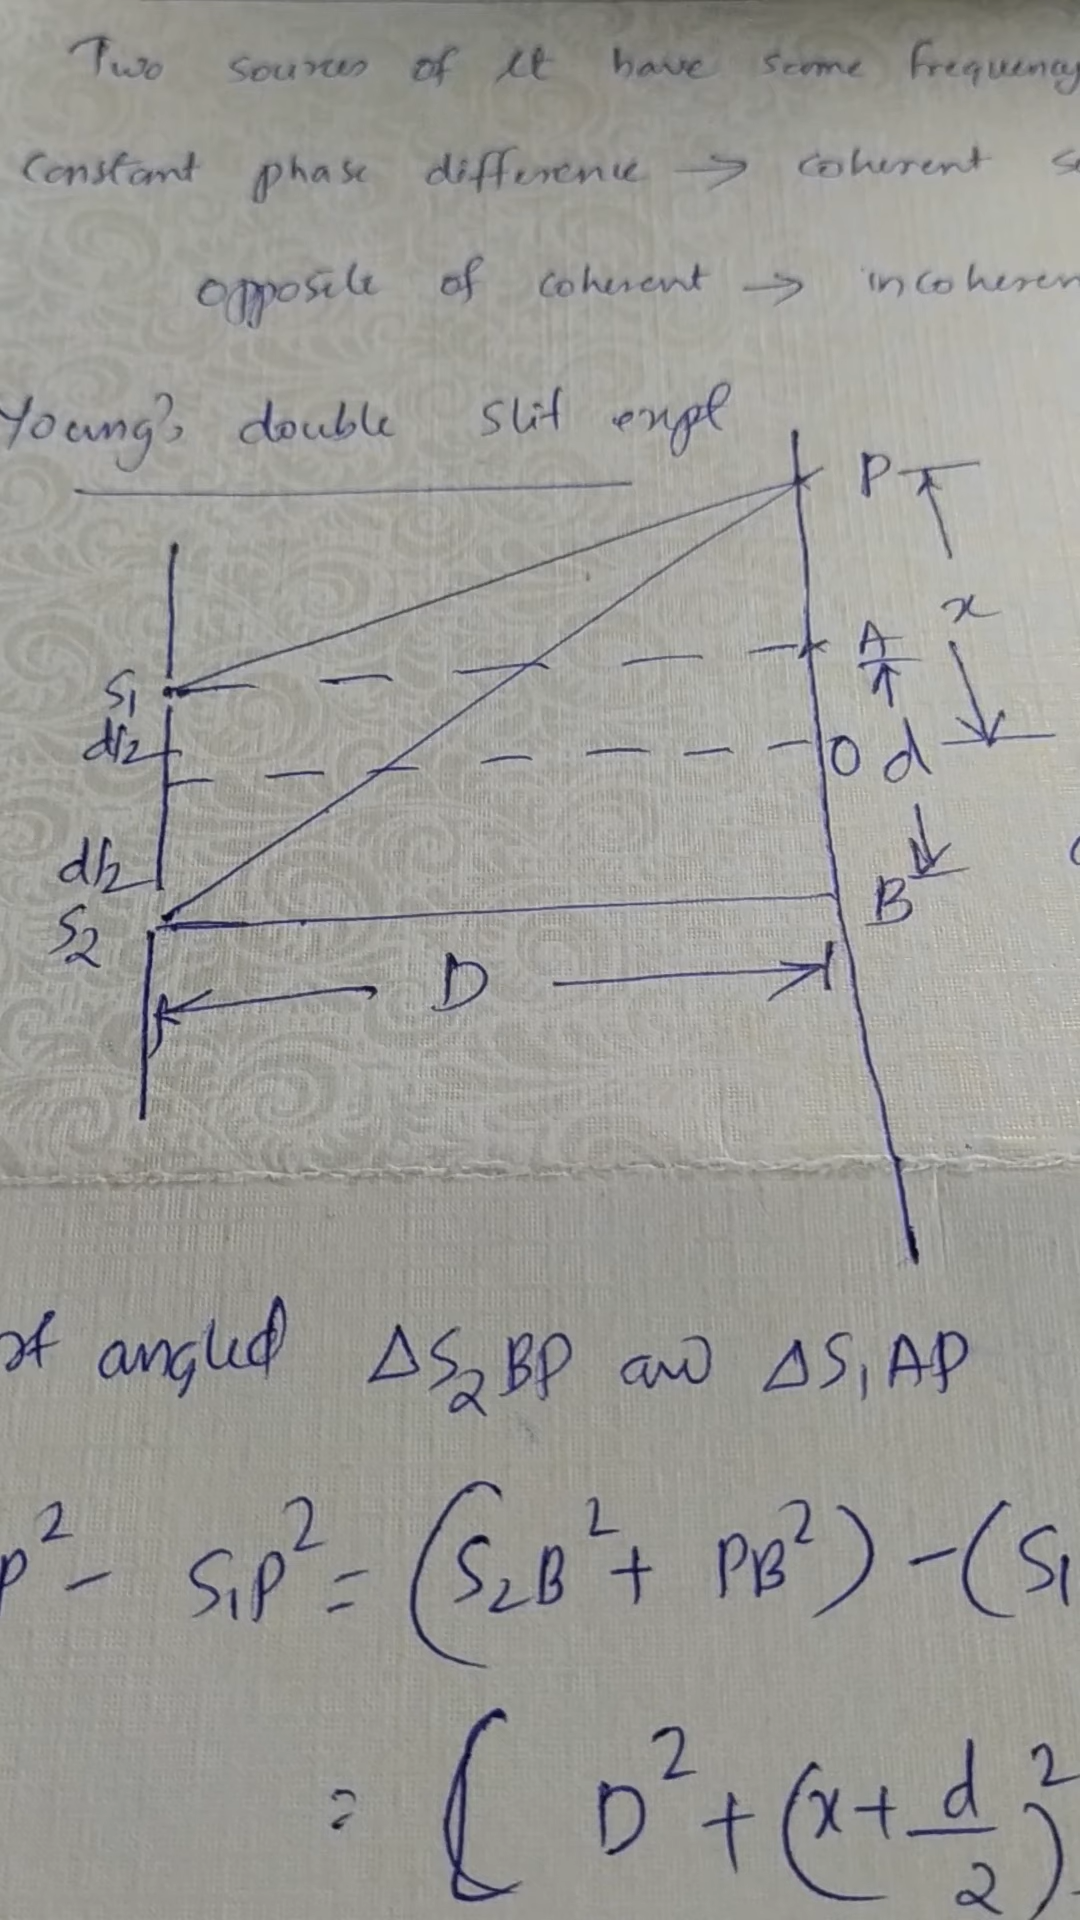 Two sources of lt have same frequency
Constant phase difference → coherent
opposite of coherent → incoheren
Young's double slit expt
P
x
S1
A
d/2
O d
d/2
B
S2
D
angled ΔS2BP and ΔS1AP
P² - S1P² = (S2B² + PB²) - (S1
= ( D² + (x + d/2)²